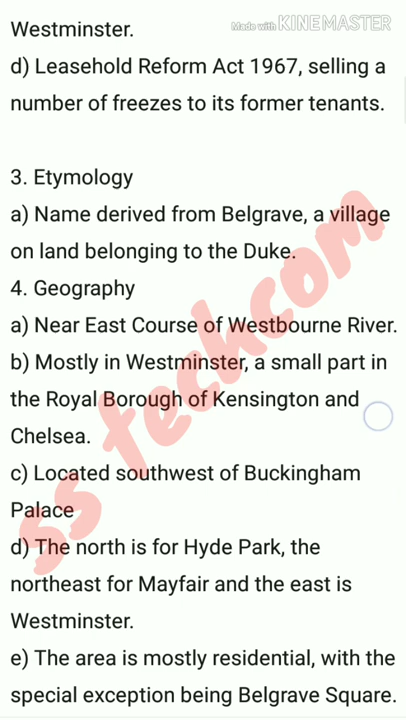 Made with KINEMASTER
Westminster.
d) Leasehold Reform Act 1967, selling a
number of freezes to its former tenants.
3. Etymology
a) Name derived from Belgrave, a village
on land belonging to the Duke.
4. Geography
a) Near East Course of Westbourne River.
b) Mostly in Westminster, a small part in
the Royal Borough of Kensington and
Chelsea.
c) Located southwest of Buckingham
Palace
d) The north is for Hyde Park, the
northeast for Mayfair and the east is
Westminster.
e) The area is mostly residential, with the
special exception being Belgrave Square.
ss techcom